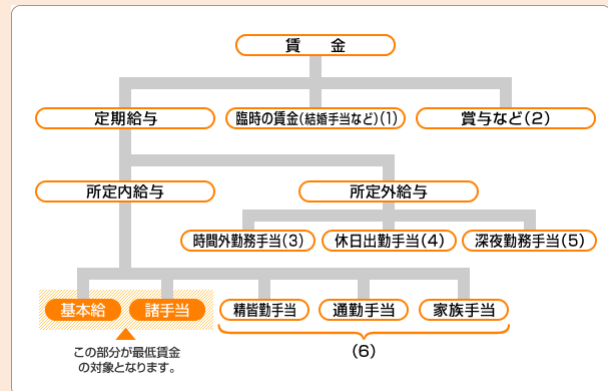 賃　金
定期給与
臨時の賃金(結婚手当など)(1)
賞与など(2)
所定内給与
所定外給与
時間外勤務手当(3)
休日出勤手当(4)
深夜勤務手当(5)
基本給
諸手当
精皆勤手当
通勤手当
家族手当
この部分が最低賃金
の対象となります。
(6)